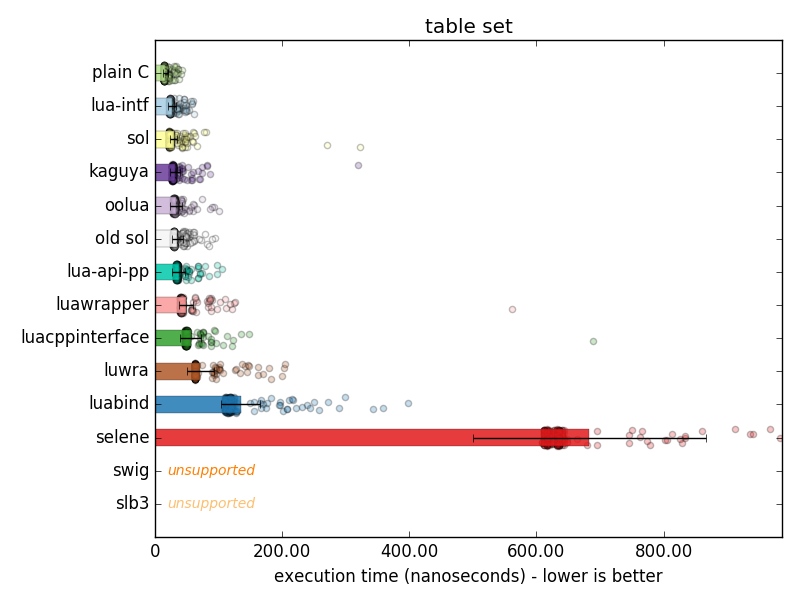 table set
plain C
lua-intf
sol
kaguya
oolua
old sol
lua-api-pp
luawrapper
luacppinterface
luwra
luabind
selene
swig unsupported
slb3 unsupported
0 200.00 400.00 600.00 800.00
execution time (nanoseconds) - lower is better